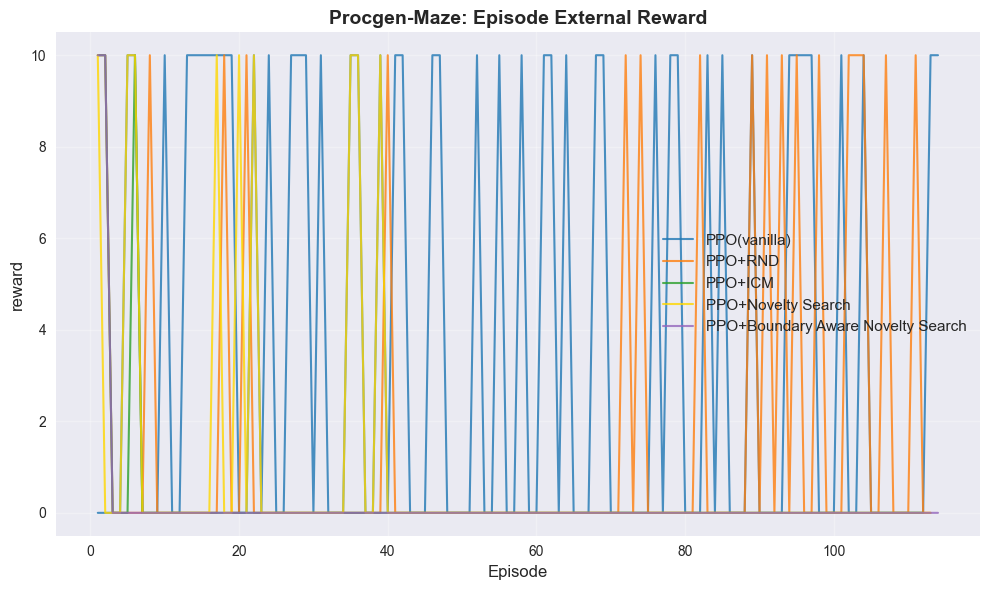 Procgen-Maze: Episode External Reward
10
8
6
4
2
0
reward
PPO(vanilla)
PPO+RND
PPO+ICM
PPO+Novelty Search
PPO+Boundary Aware Novelty Search
0 20 40 60 80 100
Episode